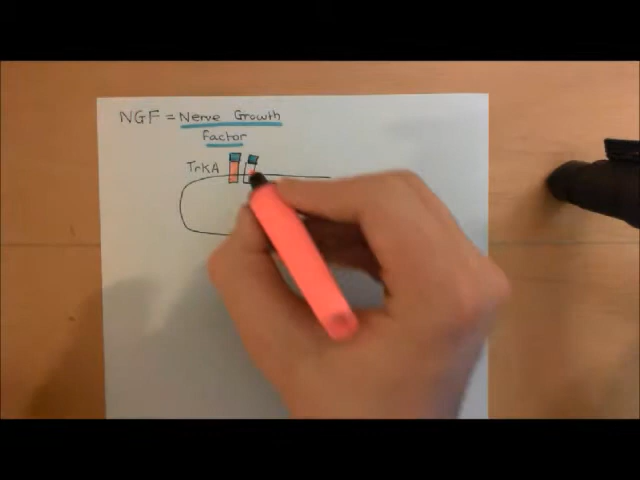 NGF = Nerve Growth
factor
TrKA